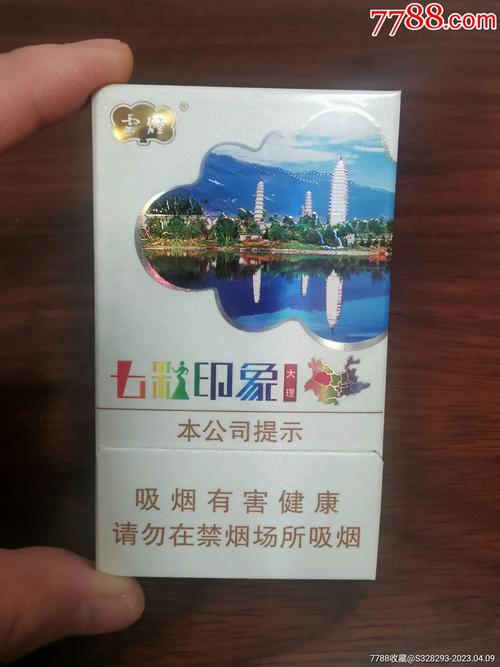 7788.com
雲烟®
七彩印象
大理
本公司提示
吸烟有害健康
请勿在禁烟场所吸烟
7788收藏@S328293-2023.04.09